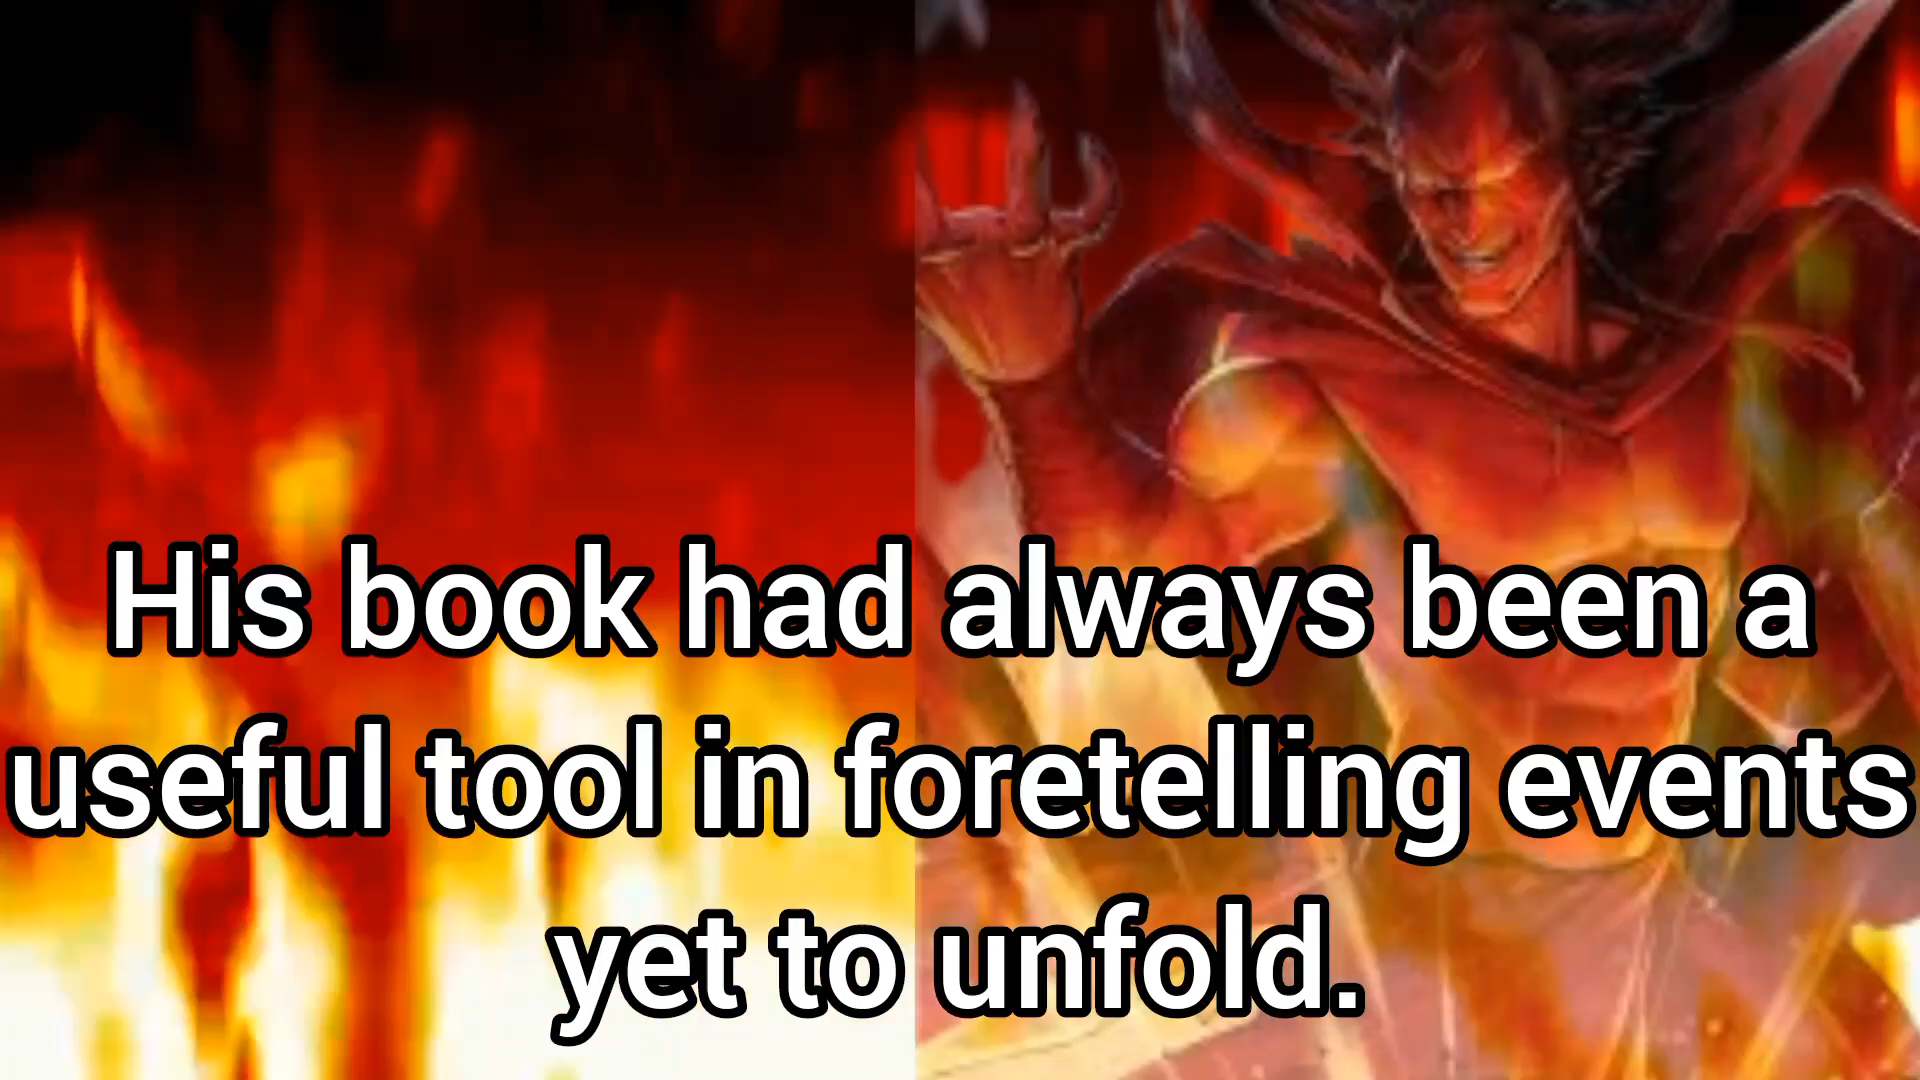 His book had always been a
useful tool in foretelling events
yet to unfold.